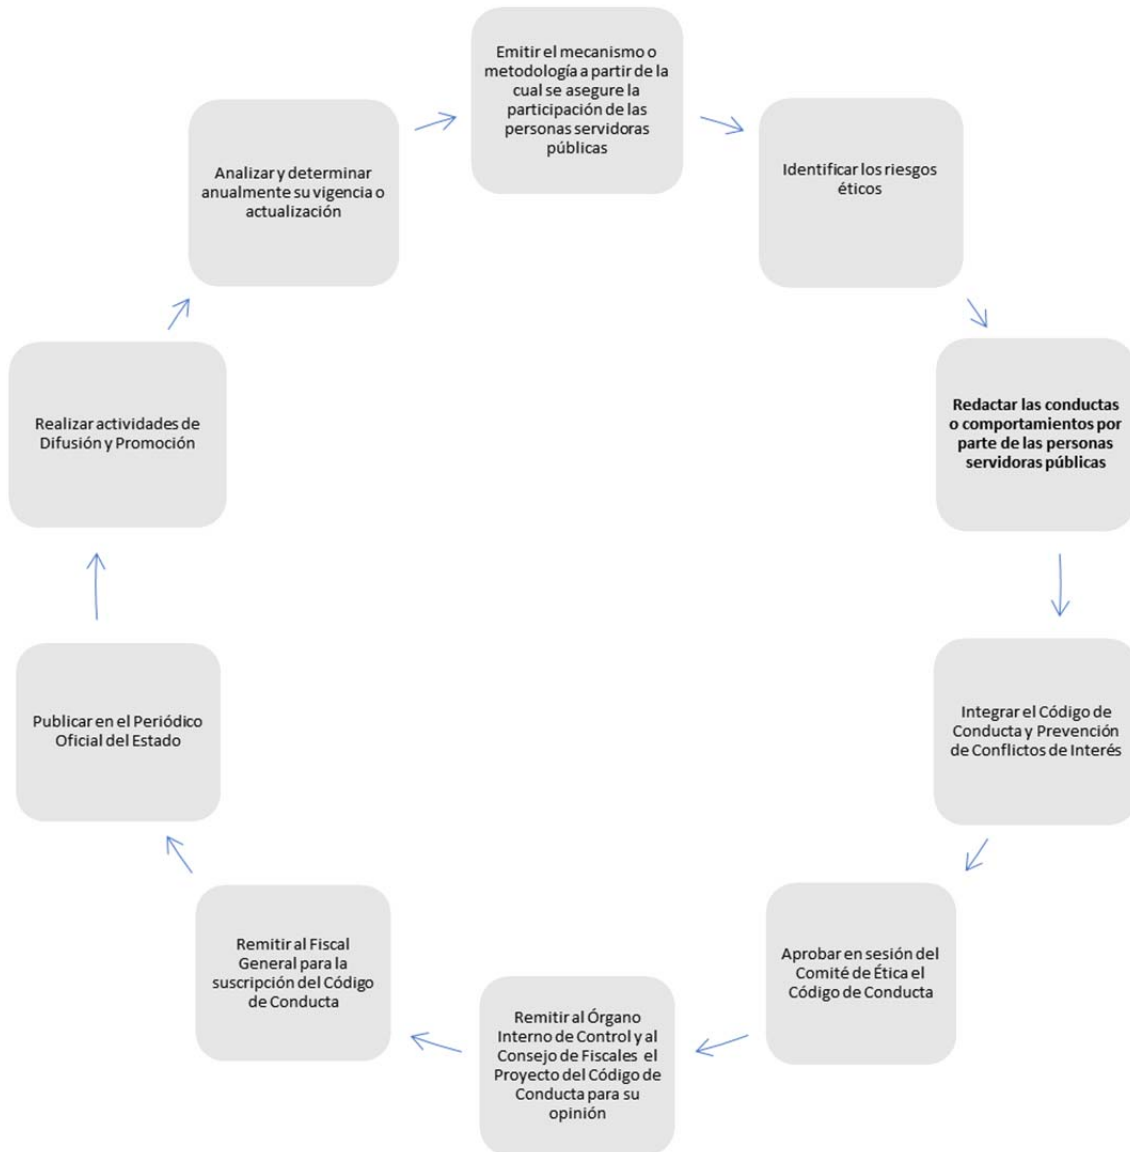 Emitir el mecanismo o
metodología a partir de la
cual se asegure la
participación de las
personas servidoras
públicas
Identificar los riesgos
éticos
Redactar las conductas
o comportamientos por
parte de las personas
servidoras públicas
Integrar el Código de
Conducta y Prevención
de Conflictos de Interés
Aprobar en sesión del
Comité de Ética el
Código de Conducta
Remitir al Órgano
Interno de Control y al
Consejo de Fiscales el
Proyecto del Código de
Conducta para su
opinión
Remitir al Fiscal
General para la
suscripción del Código
de Conducta
Publicar en el Periódico
Oficial del Estado
Realizar actividades de
Difusión y Promoción
Analizar y determinar
anualmente su vigencia o
actualización